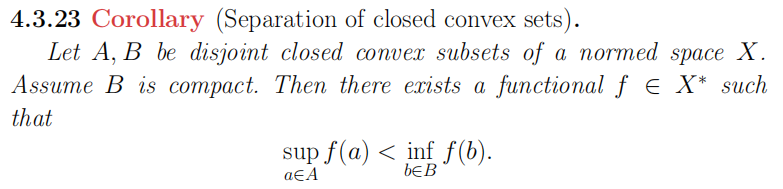 4.3.23 Corollary (Separation of closed convex sets).
Let A, B be disjoint closed convex subsets of a normed space X.
Assume B is compact. Then there exists a functional f ∈ X* such
that
sup f(a) < inf f(b).
a∈A b∈B